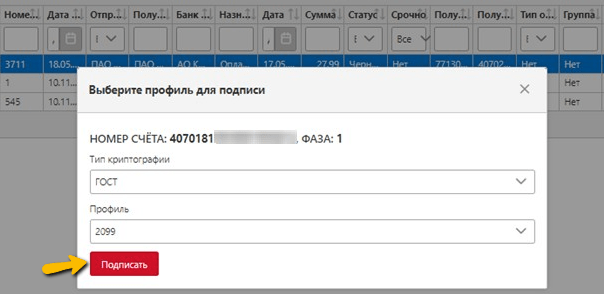 Номе... Дата ... Отпр... Полу... Банк ... Назн... Дата ... Сумма Статус Срочно... Полу... Полу... Тип о... Группа
Все
3711 18.05... ПАО ... ПАО ... АО К... Опла... 17.05... 27.99 Черн... Нет 77130... 40702... Нет
1 10.11... Нет
545 10.11... Нет
Выберите профиль для подписи
НОМЕР СЧЁТА: 4070181 , ФАЗА: 1
Тип криптографии
ГОСТ
Профиль
2099
Подписать